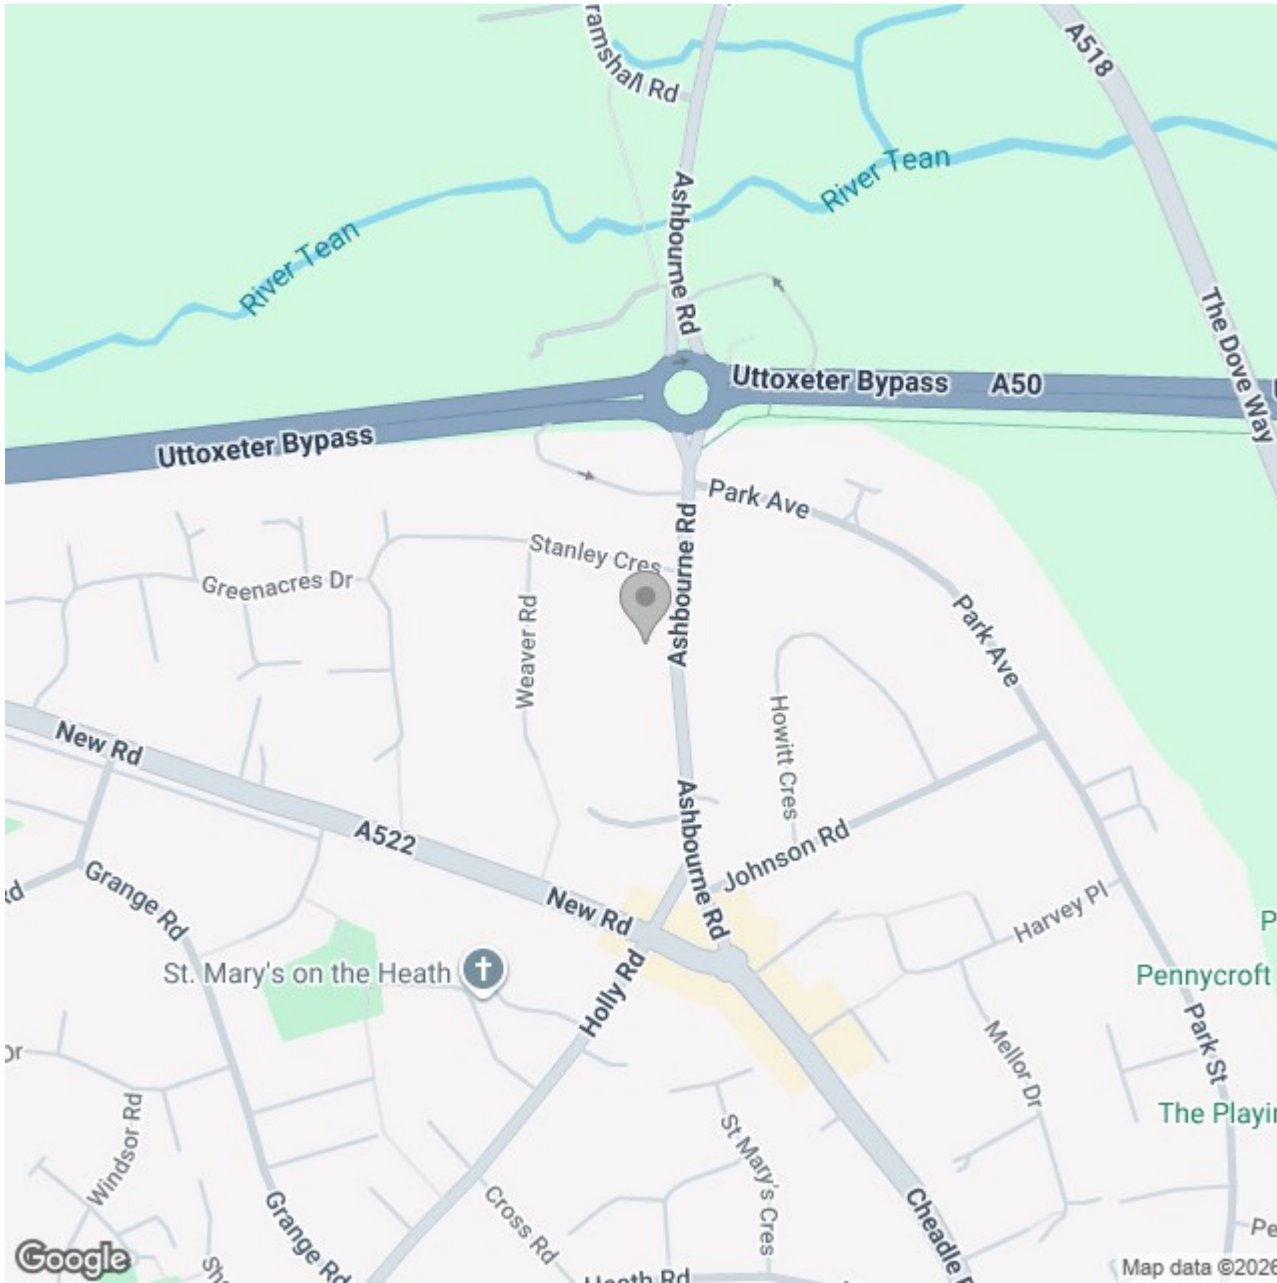 ramshall Rd
A518
River Tean
Ashbourne Rd
River Tean
The Dove Way
Uttoxeter Bypass
A50
Uttoxeter Bypass
Park Ave
Stanley Cres
Ashbourne Rd
Greenacres Dr
Weaver Rd
Park Ave
Howitt Cres
New Rd
Ashbourne Rd
A522
Johnson Rd
Grange Rd
New Rd
Harvey Pl
St. Mary's on the Heath
Holly Rd
Pennycroft
Park St
Mellor Dr
Windsor Rd
The Playin
St Mary's Cres
Cross Rd
Grange Rd
Cheadle
Heath Rd
Google
Map data ©2026